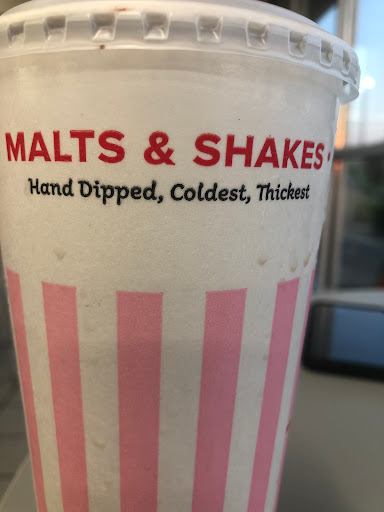 MALTS & SHAKES •
Hand Dipped, Coldest, Thickest